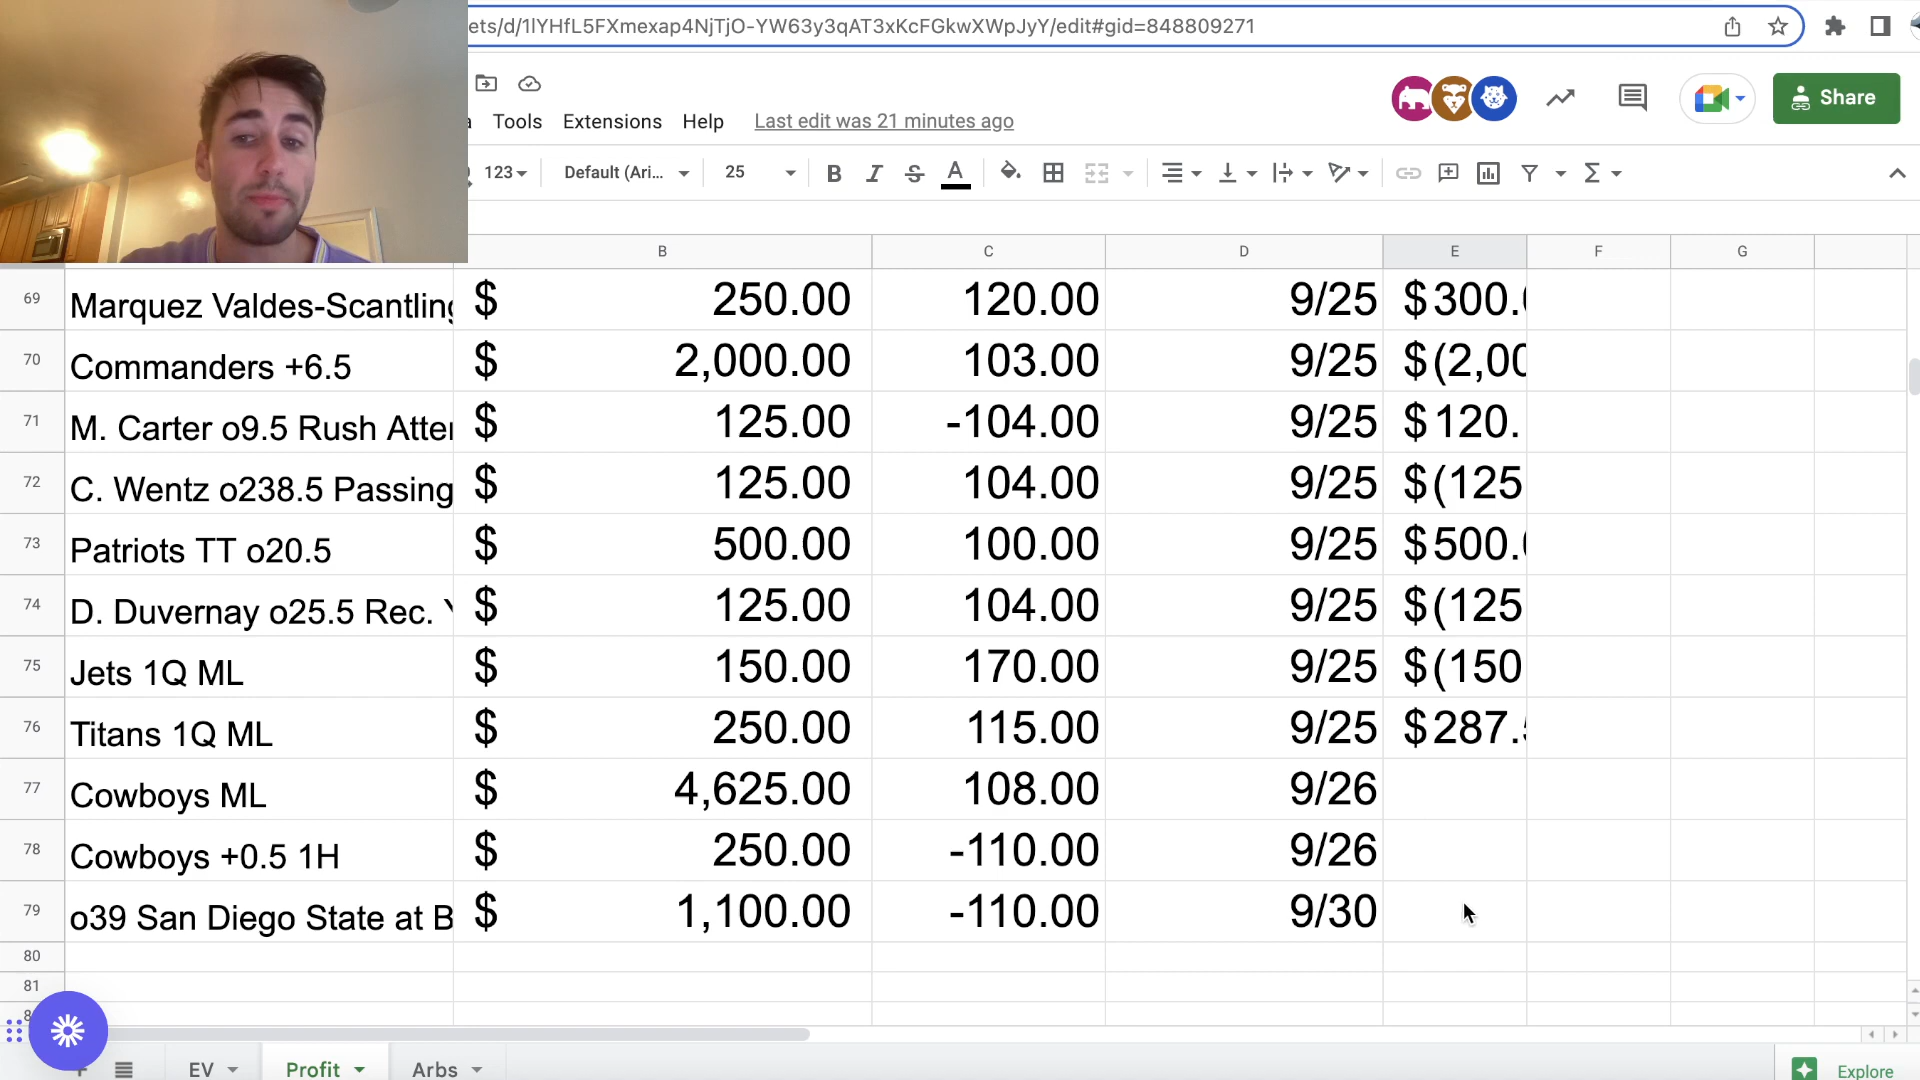 ets/d/1lYHfL5FXmexap4NjTjO-YW63y3qAT3xKcFGkwXWpJyY/edit#gid=848809271
Tools Extensions Help Last edit was 21 minutes ago
Share
123 Default (Ari... 25 B I S A
B C D E F G
69 Marquez Valdes-Scantling $ 250.00 120.00 9/25 $300.
70 Commanders +6.5 $ 2,000.00 103.00 9/25 $(2,00
71 M. Carter o9.5 Rush Atte $ 125.00 -104.00 9/25 $120.
72 C. Wentz o238.5 Passing $ 125.00 104.00 9/25 $(125
73 Patriots TT o20.5 $ 500.00 100.00 9/25 $500.
74 D. Duvernay o25.5 Rec. $ 125.00 104.00 9/25 $(125
75 Jets 1Q ML $ 150.00 170.00 9/25 $(150
76 Titans 1Q ML $ 250.00 115.00 9/25 $287.
77 Cowboys ML $ 4,625.00 108.00 9/26
78 Cowboys +0.5 1H $ 250.00 -110.00 9/26
79 o39 San Diego State at B $ 1,100.00 -110.00 9/30
80
81
EV Profit Arbs Explore